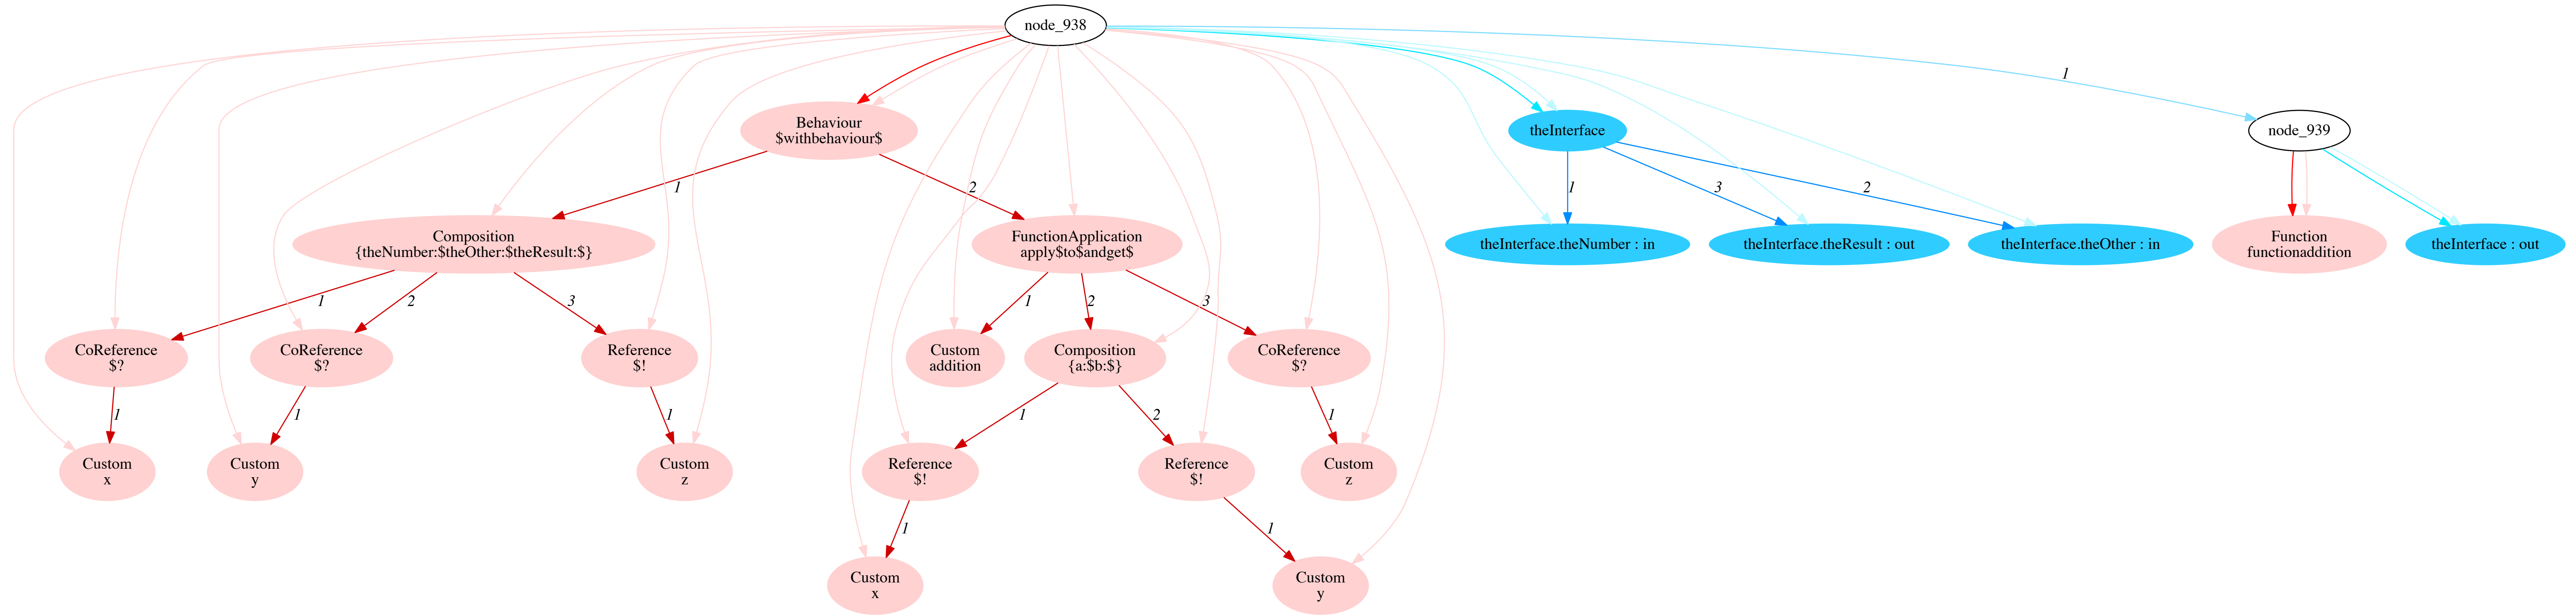 node_938
1
Behaviour
$withbehaviour$
theInterface
node_939
1
2
1
3
2
Composition
{theNumber:$theOther:$theResult:$}
FunctionApplication
apply$to$andget$
theInterface.theNumber : in
theInterface.theResult : out
theInterface.theOther : in
Function
functionaddition
theInterface : out
1
2
3
1
2
3
CoReference
$?
CoReference
$?
Reference
$!
Custom
addition
Composition
{a:$b:$}
CoReference
$?
1
1
1
1
2
1
Custom
x
Custom
y
Custom
z
Reference
$!
Reference
$!
Custom
z
1
1
Custom
x
Custom
y